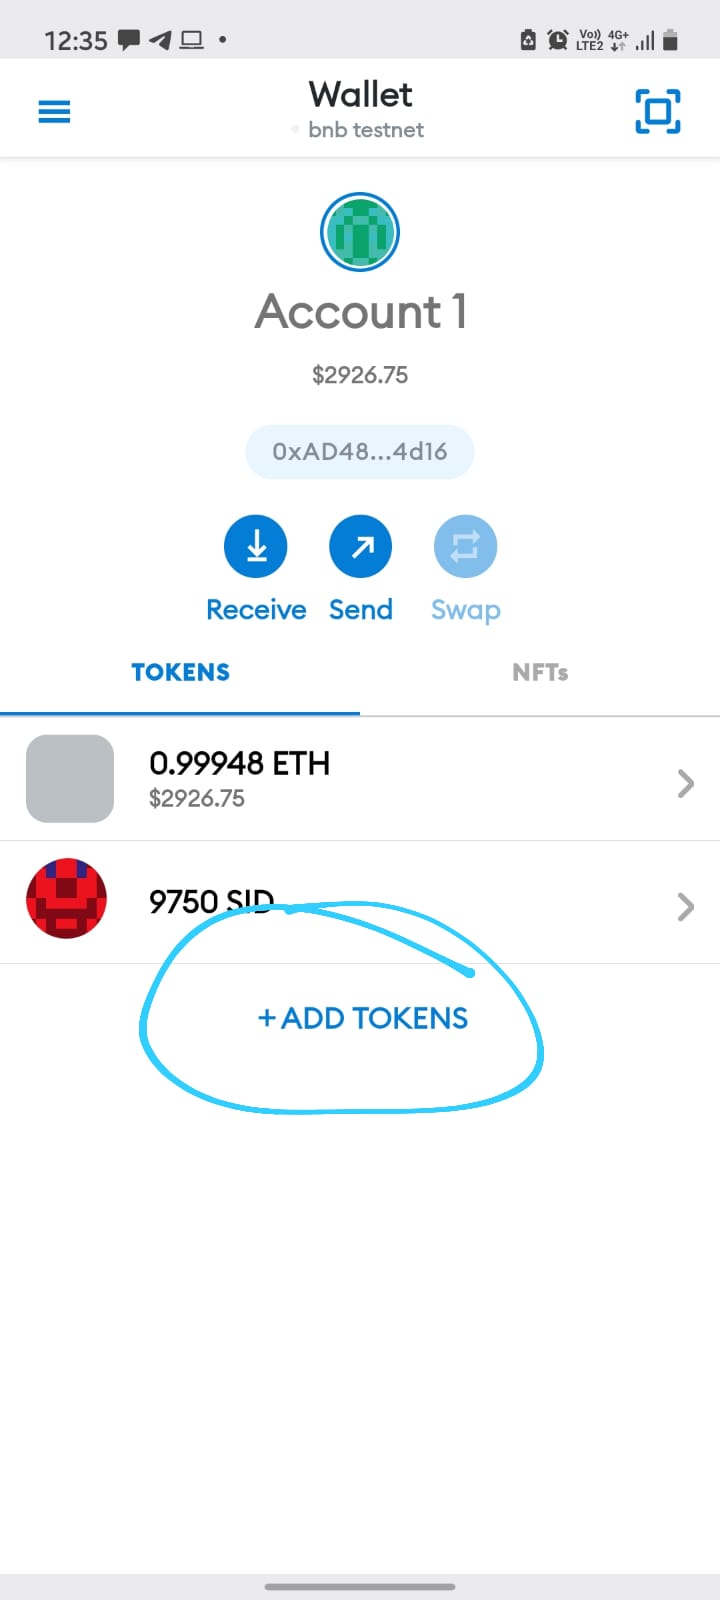 12:35 Vo)) LTE2 4G+
Wallet
bnb testnet
Account 1
$2926.75
0xAD48...4d16
Receive Send Swap
TOKENS NFTs
0.99948 ETH
$2926.75
9750 SID
+ ADD TOKENS